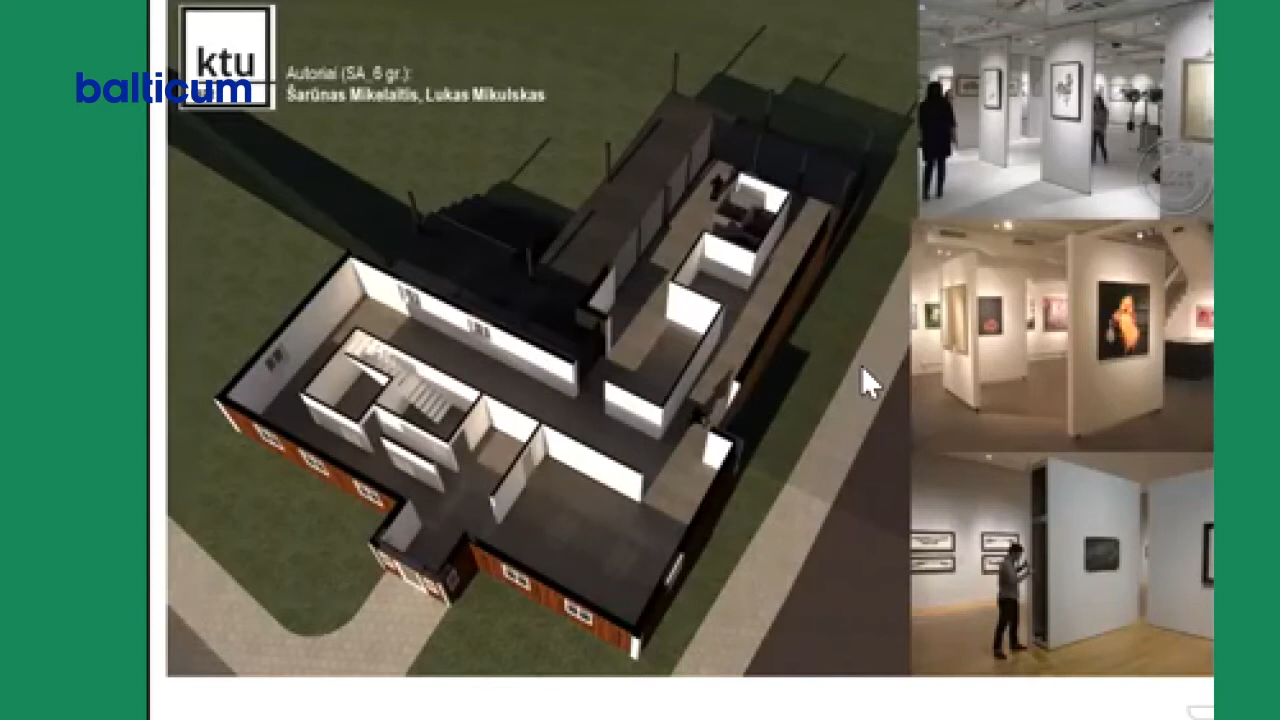 ktu
balticum
Autoriai (SA_6 gr.):
Šarūnas Mikelaitis, Lukas Mikulskas